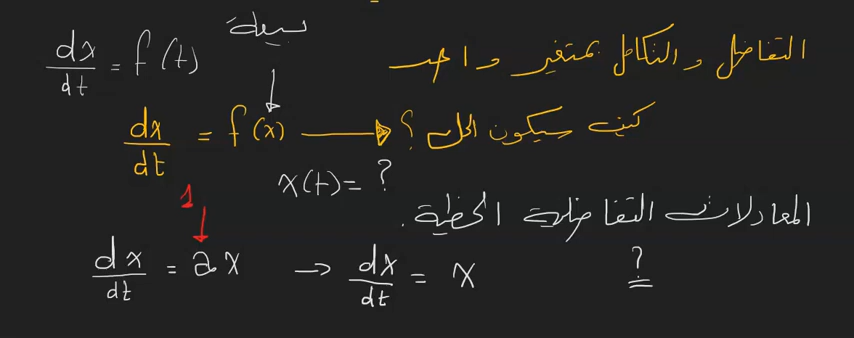 بسيطة
dx/dt = f(t)
التفاضل والتكامل بمتغير واحد
dx/dt = f(x) → كيف سيكون الحل؟
x(t) = ?
المعادلات التفاضلية الخطية.
1
dx/dt = ax → dx/dt = x
?